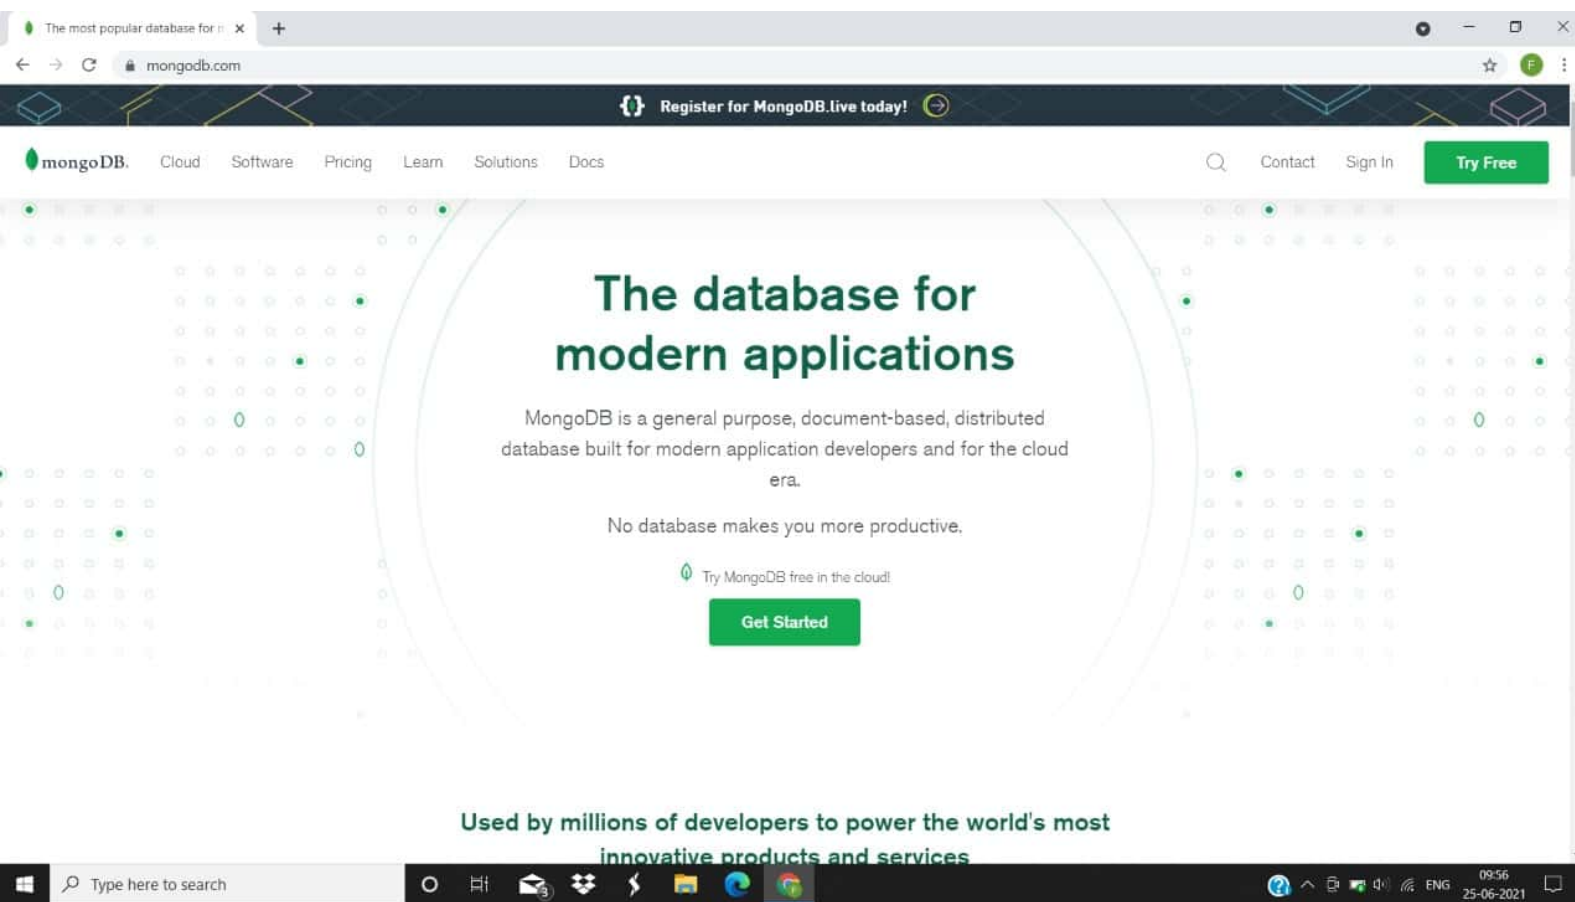 The most popular database for
mongodb.com
Register for MongoDB.live today!
mongoDB. Cloud Software Pricing Learn Solutions Docs Contact Sign In Try Free
The database for
modern applications
MongoDB is a general purpose, document-based, distributed
database built for modern application developers and for the cloud
era.
No database makes you more productive.
Try MongoDB free in the cloud!
Get Started
Used by millions of developers to power the world's most
innovative products and services
Type here to search
3
ENG
09:56
25-06-2021
F